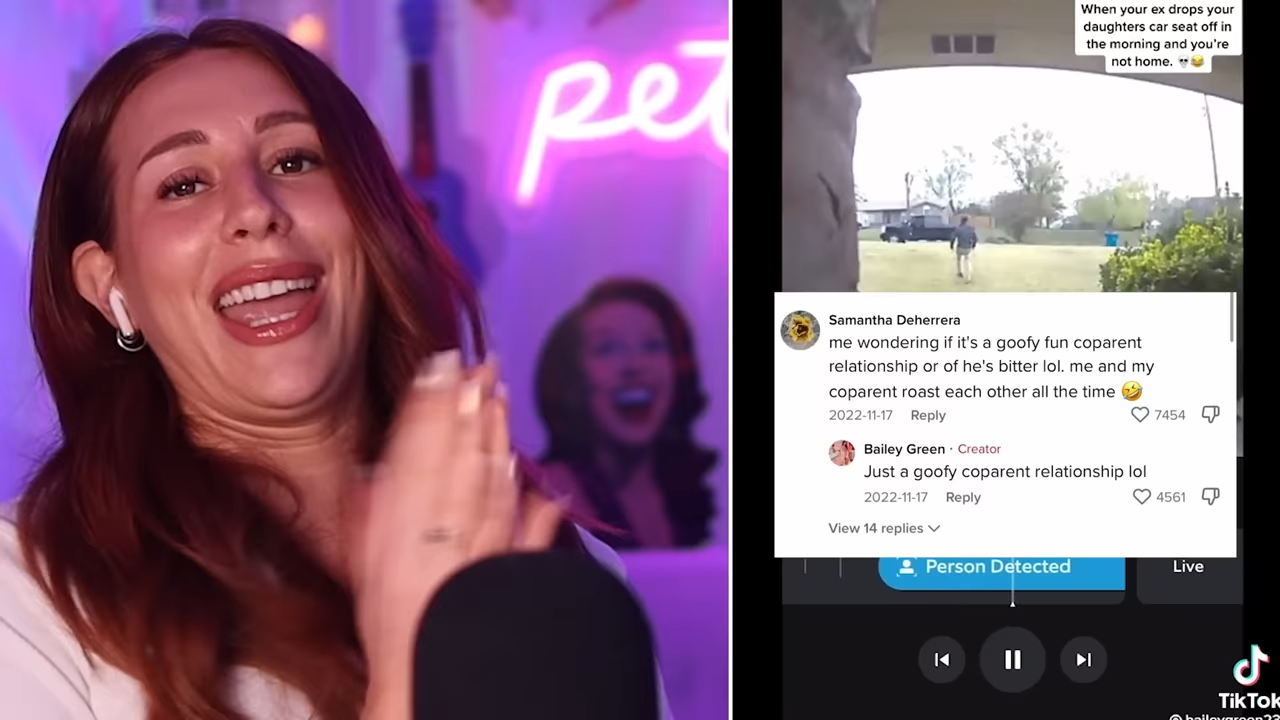 pet
When your ex drops your
daughters car seat off in
the morning and you're
not home. 💀😂
Samantha Deherrera
me wondering if it's a goofy fun coparent
relationship or of he's bitter lol. me and my
coparent roast each other all the time 🤣
2022-11-17 Reply 7454
Bailey Green · Creator
Just a goofy coparent relationship lol
2022-11-17 Reply 4561
View 14 replies
Person Detected
Live
TikTok